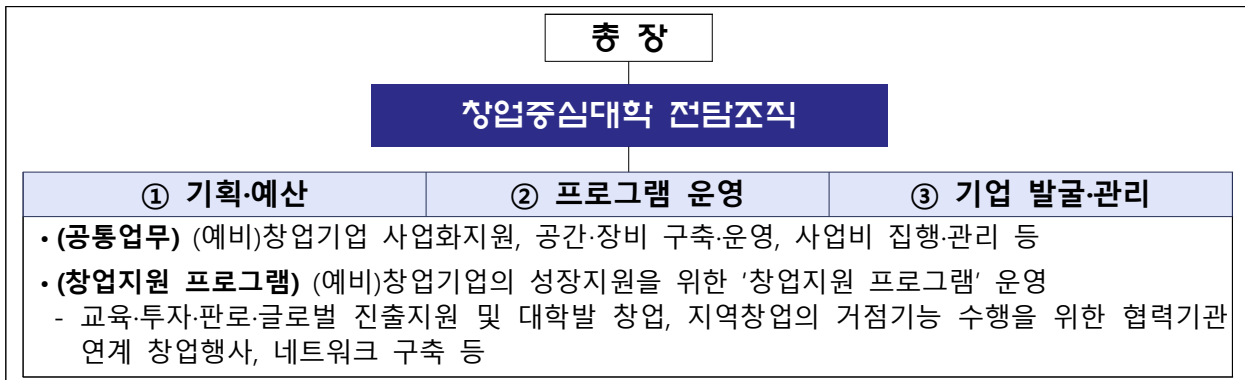 총 장
창업중심대학 전담조직
① 기획·예산 ② 프로그램 운영 ③ 기업 발굴·관리
• (공통업무) (예비)창업기업 사업화지원, 공간·장비 구축·운영, 사업비 집행·관리 등
• (창업지원 프로그램) (예비)창업기업의 성장지원을 위한 '창업지원 프로그램' 운영
- 교육·투자·판로·글로벌 진출지원 및 대학발 창업, 지역창업의 거점기능 수행을 위한 협력기관
연계 창업행사, 네트워크 구축 등